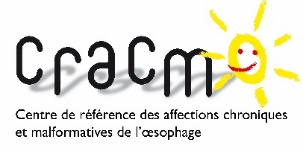 CraCmO
Centre de référence des affections chroniques
et malformatives de l'œsophage